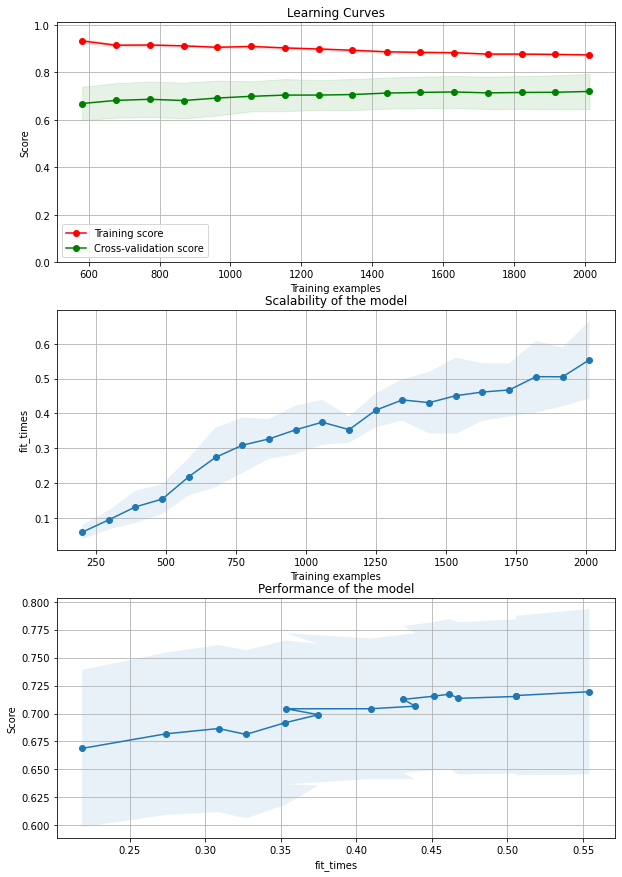 Learning Curves
1.0
0.8
0.6
0.4
0.2
0.0
Score
Training score
Cross-validation score
600 800 1000 1200 1400 1600 1800 2000
Training examples
Scalability of the model
0.6
0.5
0.4
0.3
0.2
0.1
fit_times
250 500 750 1000 1250 1500 1750 2000
Training examples
Performance of the model
0.800
0.775
0.750
0.725
0.700
0.675
0.650
0.625
0.600
Score
0.25 0.30 0.35 0.40 0.45 0.50 0.55
fit_times